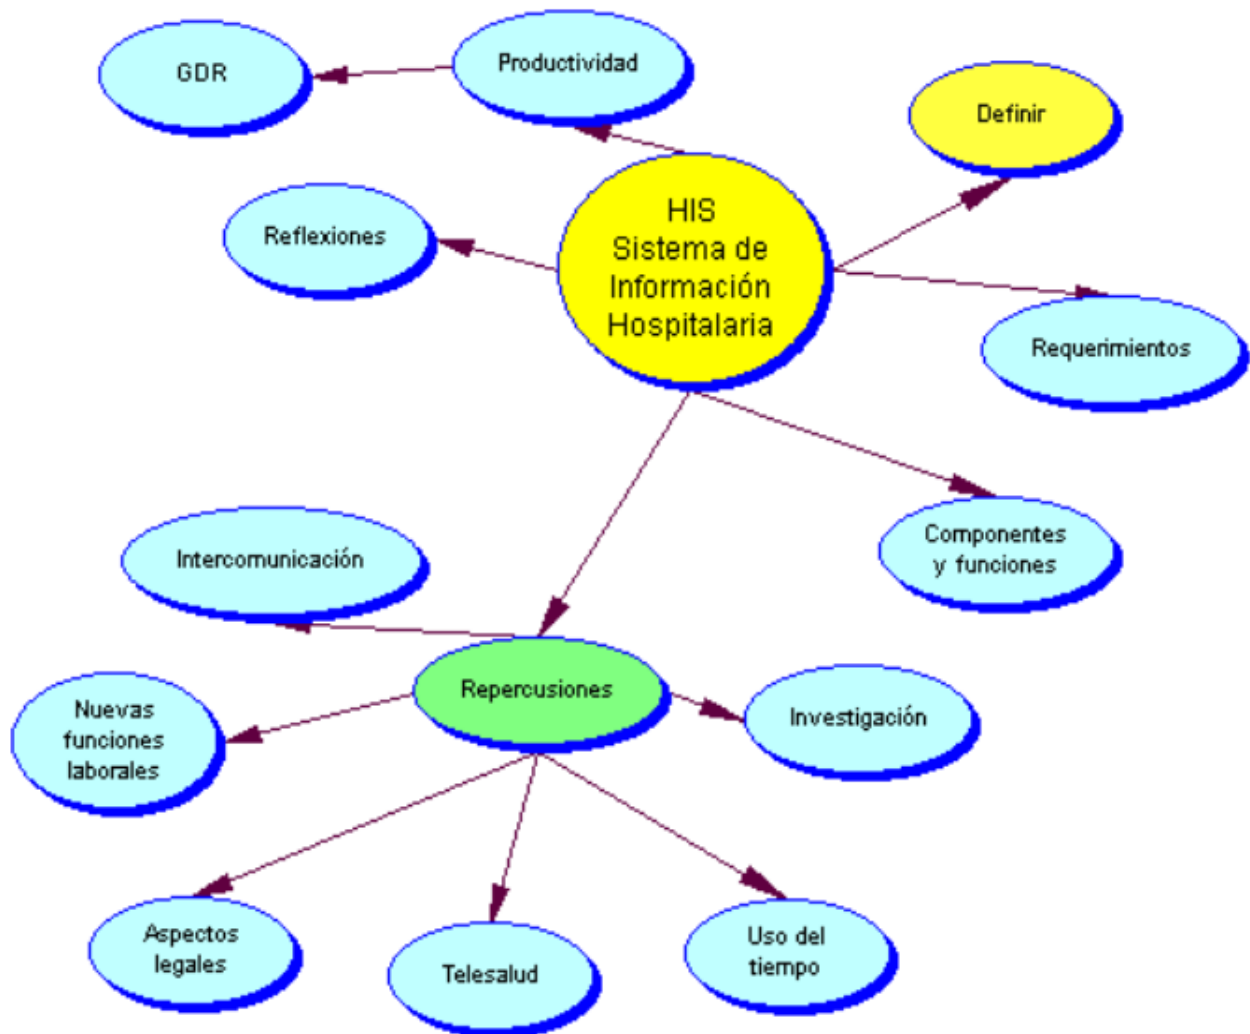 GDR
Productividad
Definir
Reflexiones
HIS
Sistema de
Información
Hospitalaria
Requerimientos
Componentes
y funciones
Intercomunicación
Repercusiones
Investigación
Nuevas
funciones
laborales
Aspectos
legales
Telesalud
Uso del
tiempo